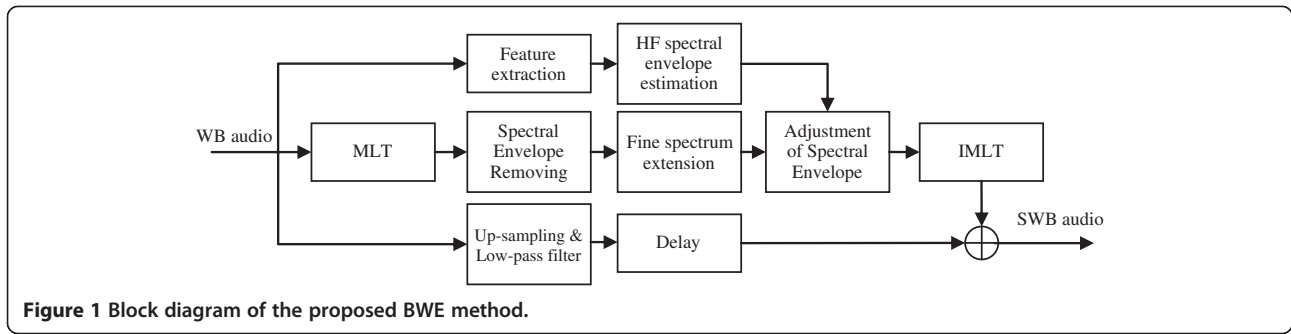 Feature
extraction
HF spectral
envelope
estimation
WB audio
MLT
Spectral
Envelope
Removing
Fine spectrum
extension
Adjustment
of Spectral
Envelope
IMLT
Up-sampling &
Low-pass filter
Delay
SWB audio
Figure 1 Block diagram of the proposed BWE method.